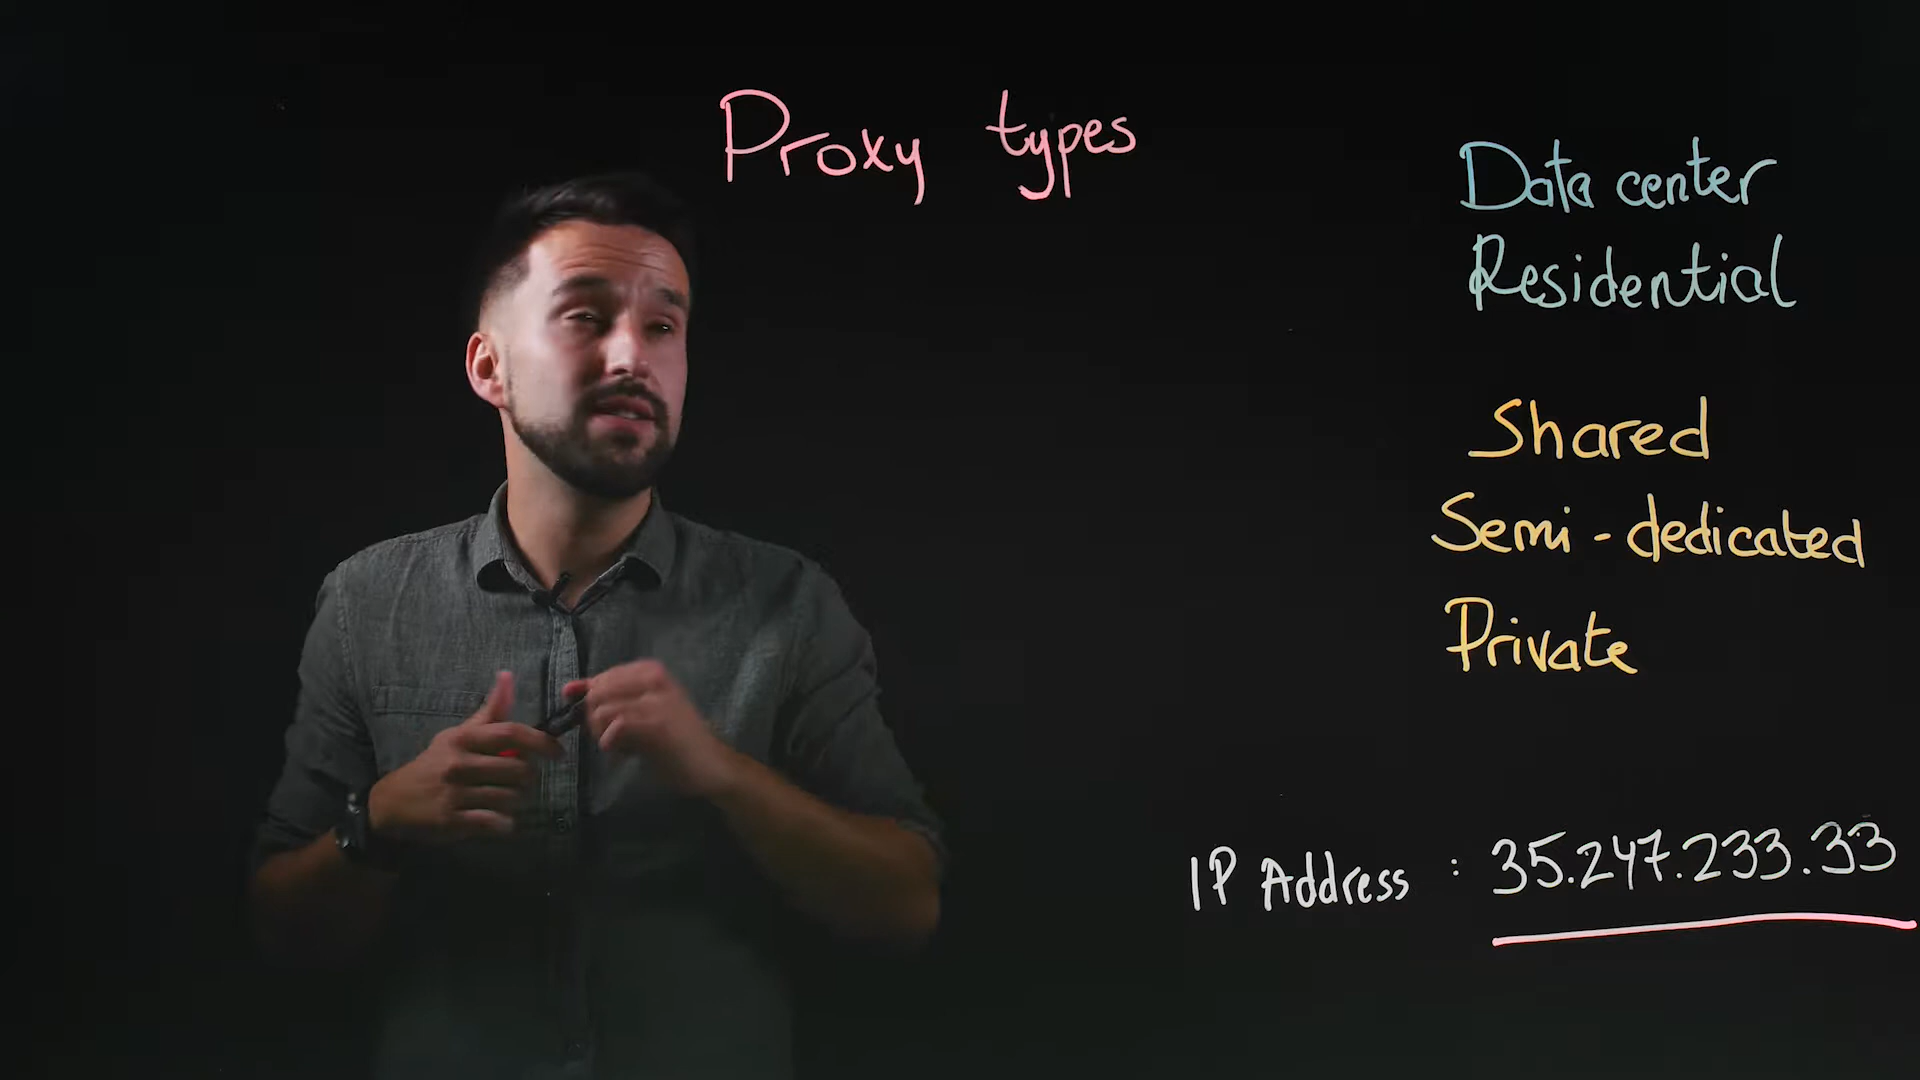 Proxy types
Data center
Residential
Shared
Semi-dedicated
Private
IP Address : 35.247.233.33